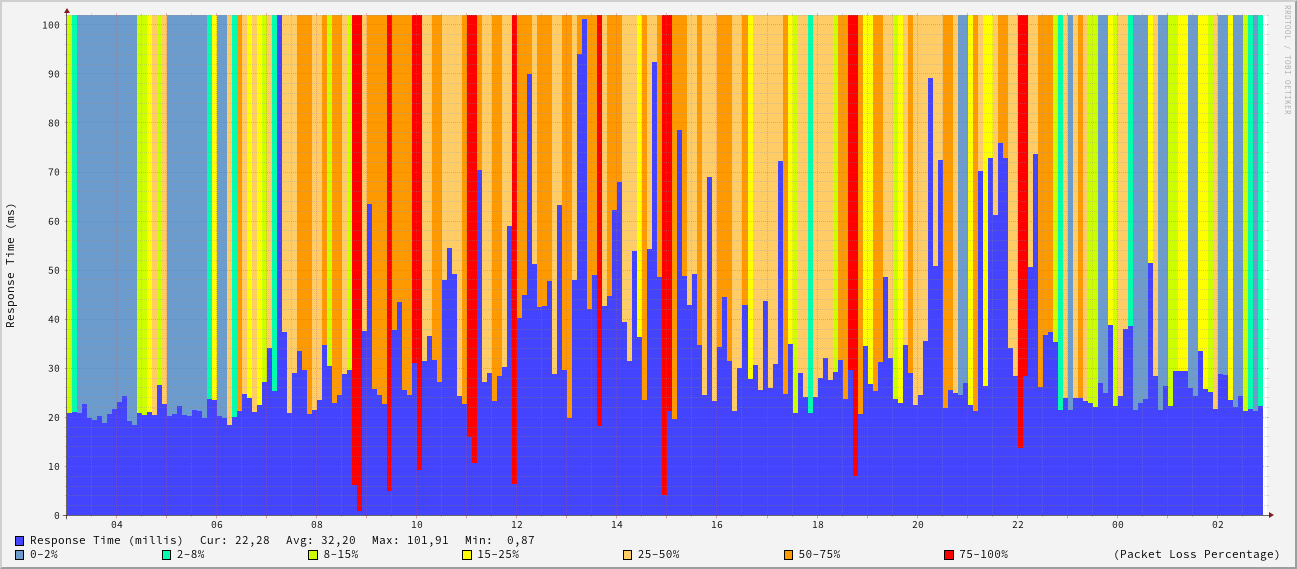 RRDTOOL / TOBI OETIKER
Response Time (ms)
100
90
80
70
60
50
40
30
20
10
0
04 06 08 10 12 14 16 18 20 22 00 02
Response Time (millis) Cur: 22,28 Avg: 32,20 Max: 101,91 Min: 0,87
0-2% 2-8% 8-15% 15-25% 25-50% 50-75% 75-100% (Packet Loss Percentage)